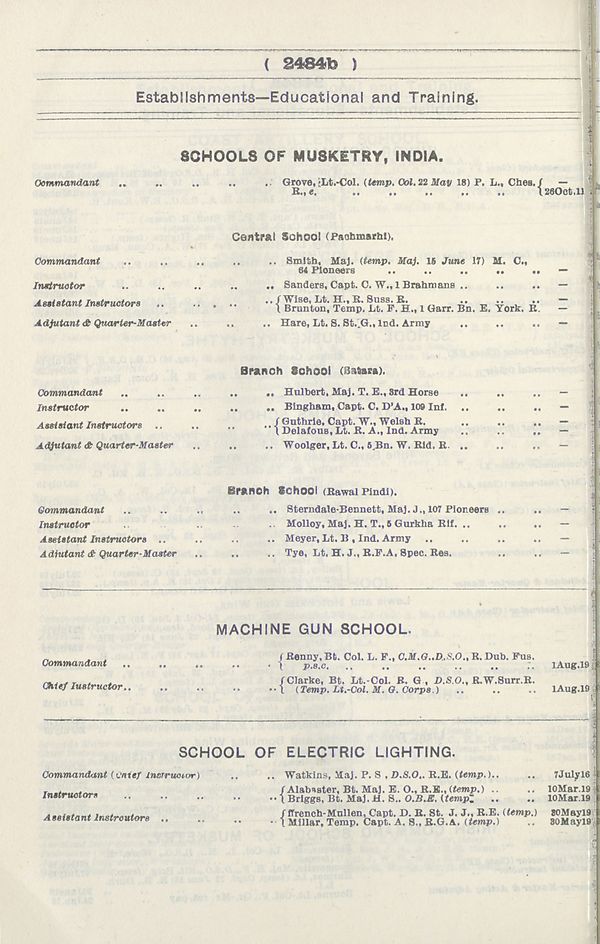 ( 2484b )
Establishments—Educational and Training.
SCHOOLS OF MUSKETRY, INDIA.
Commandant .. .. .. .. .. Grove, Lt.-Col. (temp. Col. 22 May 18) P. L., Ches. { —
R., e. .. .. .. .. .. { 26Oct.11
Central School (Pachmarhi).
Commandant .. .. .. .. .. Smith, Maj. (temp. Maj. 15 June 17) M. C.,
64 Pioneers .. .. .. .. .. —
Instructor .. .. .. .. .. Sanders, Capt. C. W., 1 Brahmans .. .. .. —
Assistant Instructors .. .. .. .. { Wise, Lt. H., R. Suss. R. .. .. .. —
{ Brunton, Temp. Lt. F. H., 1 Garr. Bn. E. York. R. —
Adjutant & Quarter-Master .. .. .. Hare, Lt. S. St. G., Ind. Army .. .. .. —
Branch School (Satara).
Commandant .. .. .. .. .. Hulbert, Maj. T. E., 3rd Horse .. .. .. —
Instructor .. .. .. .. .. Bingham, Capt. C. D'A., 109 Inf. .. .. .. —
Assistant Instructors .. .. .. .. { Guthrie, Capt. W., Welsh R. .. .. .. —
{ Delafons, Lt. R. A., Ind. Army .. .. .. —
Adjutant & Quarter-Master .. .. .. Woolger, Lt. C., 5 Bn. W. Rid. R. .. .. .. —
Branch School (Rawal Pindi).
Commandant .. .. .. .. .. Sterndale-Bennett, Maj. J., 107 Pioneers .. .. —
Instructor .. .. .. .. Molloy, Maj. H. T., 5 Gurkha Rif. .. .. .. —
Assistant Instructors .. .. .. .. Meyer, Lt. B , Ind. Army .. .. .. .. —
Adjutant & Quarter-Master .. .. .. Tye, Lt. H. J., R.F.A, Spec. Res. .. .. —
MACHINE GUN SCHOOL.
Commandant .. .. .. .. .. { Renny, Bt. Col. L. F., C.M.G., D.S.O., R. Dub. Fus.
{ p.s.c. .. .. .. .. .. .. 1Aug.19
Chief Instructor.. .. .. .. .. { Clarke, Bt. Lt.-Col. R. G , D.S.O., R.W.Surr.R.
{ (Temp. Lt.-Col. M. G. Corps.) .. .. .. 1Aug.19
SCHOOL OF ELECTRIC LIGHTING.
Commandant (Chief Instructor) .. .. Watkins, Maj. P. S , D.S.O,. R.E. (temp.).. .. 7July16
Instructors .. .. .. .. .. { Alabaster, Bt. Maj. E. O., R.E., (temp.) .. .. 10Mar.19
{ Briggs, Bt. Maj. H. S.. O.B.E. (temp. .. .. 10Mar.19
Assistant Instructors .. .. .. .. { ffrench-Mullen, Capt. D. R. St. J. J., R.E. (temp.) 30May19
{ Millar, Temp. Capt. A. S., R.G.A. (temp.) .. 30May19